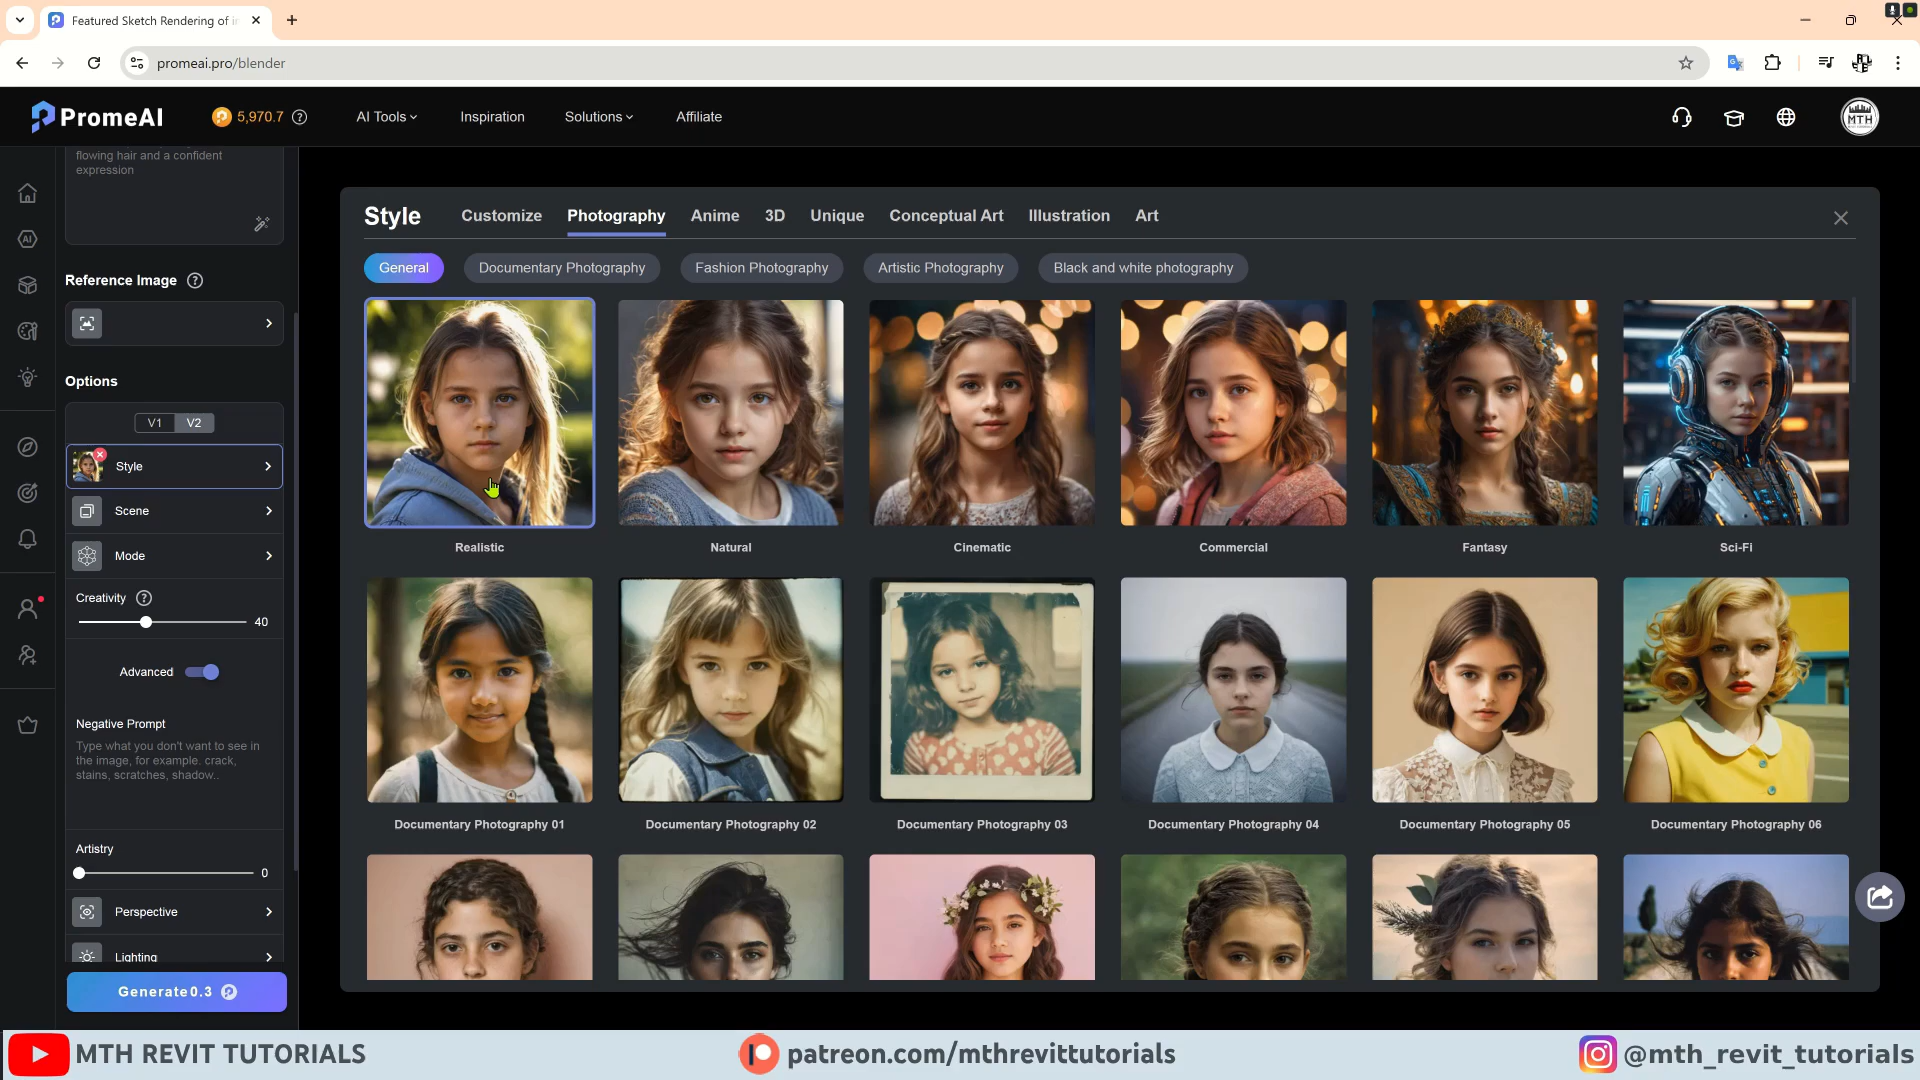 Featured Sketch Rendering of in
promeai.pro/blender
PromeAI
5,970.7
AI Tools
Inspiration
Solutions
Affiliate
MTH
flowing hair and a confident
expression
Reference Image
Options
V1
V2
Style
Scene
Mode
Creativity
40
Advanced
Negative Prompt
Type what you don't want to see in
the image, for example. crack,
stains, scratches, shadow..
Artistry
0
Perspective
Lighting
Generate0.3
Style
Customize
Photography
Anime
3D
Unique
Conceptual Art
Illustration
Art
General
Documentary Photography
Fashion Photography
Artistic Photography
Black and white photography
Realistic
Natural
Cinematic
Commercial
Fantasy
Sci-Fi
Documentary Photography 01
Documentary Photography 02
Documentary Photography 03
Documentary Photography 04
Documentary Photography 05
Documentary Photography 06
MTH REVIT TUTORIALS
patreon.com/mthrevittutorials
@mth_revit_tutorials